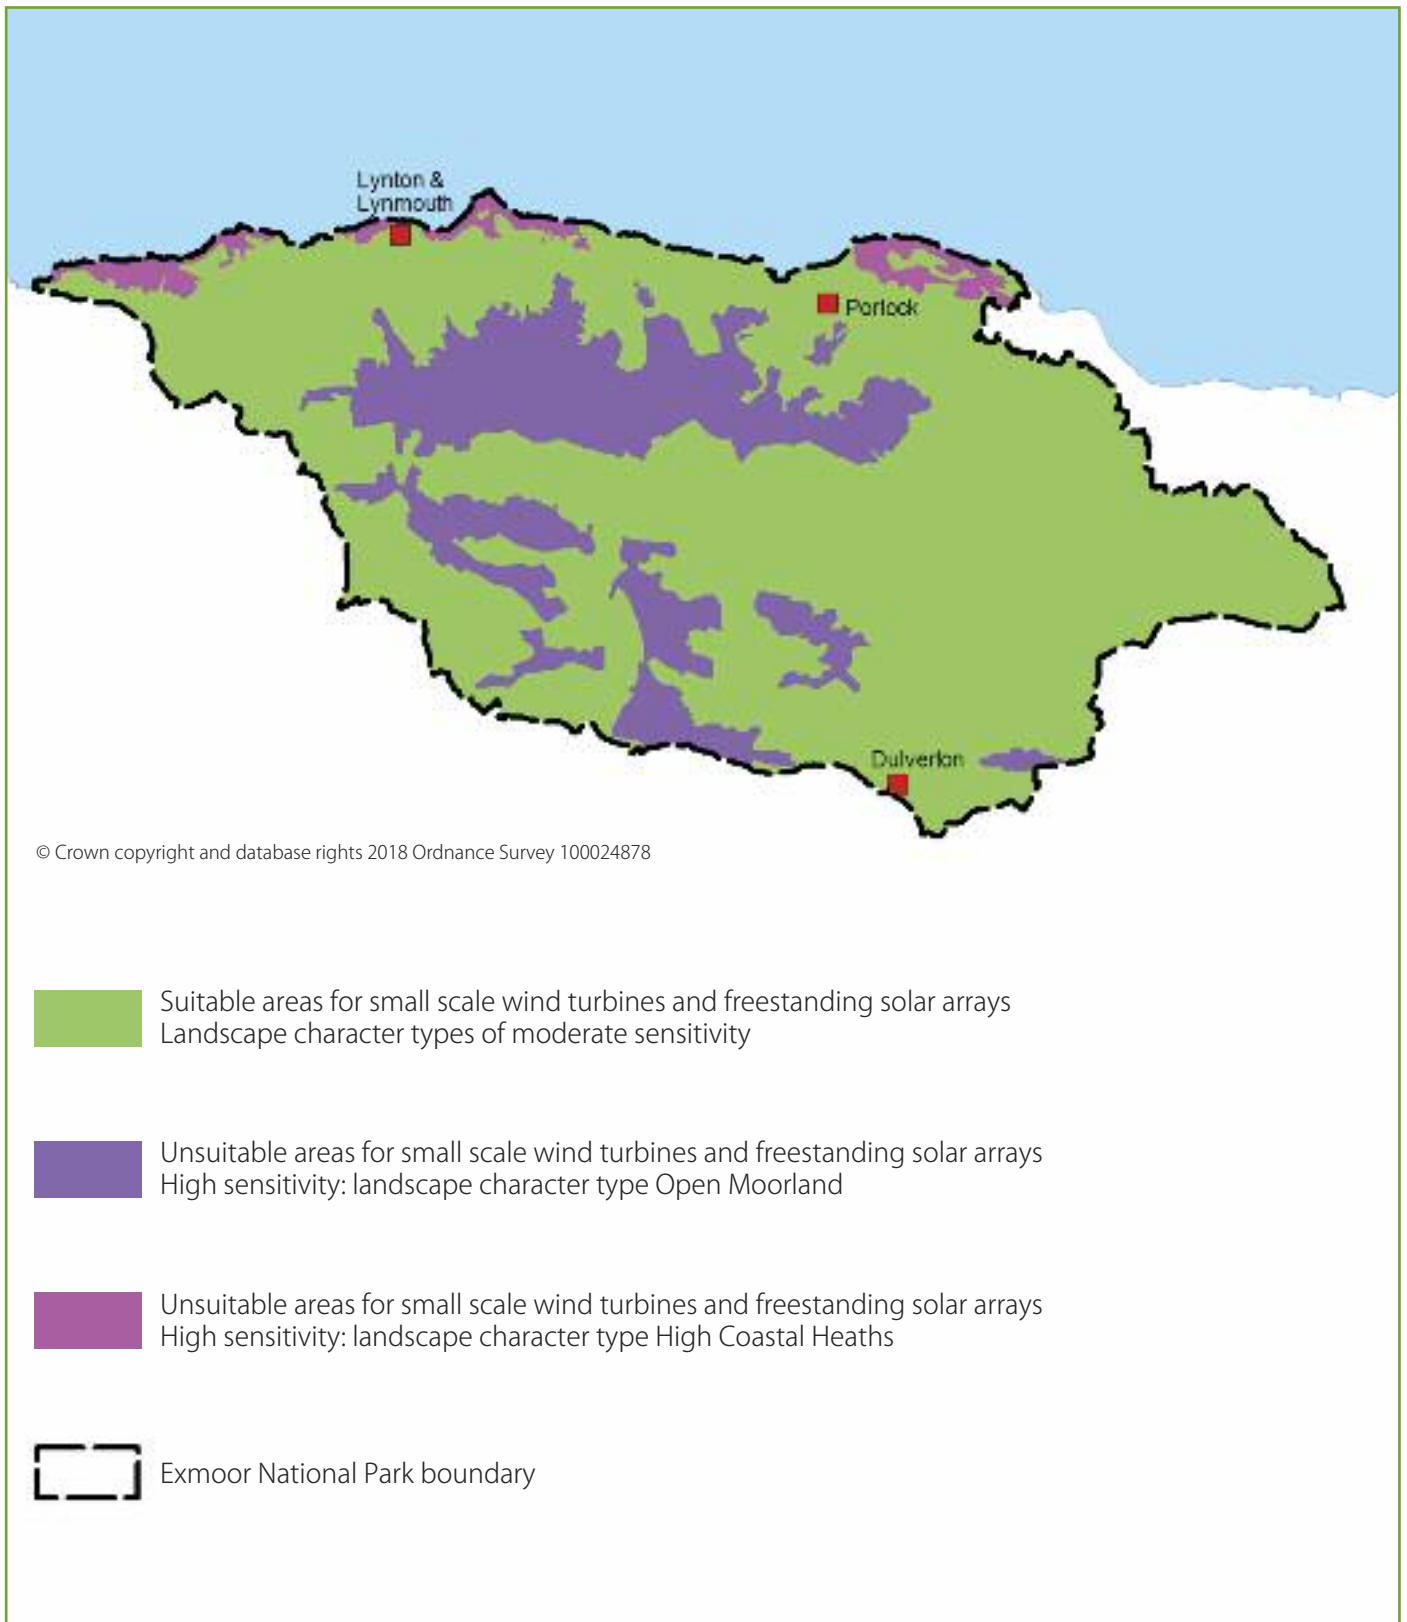 Lynton &
Lynmouth
Porlock
Dulverton
© Crown copyright and database rights 2018 Ordnance Survey 100024878
Suitable areas for small scale wind turbines and freestanding solar arrays
Landscape character types of moderate sensitivity
Unsuitable areas for small scale wind turbines and freestanding solar arrays
High sensitivity: landscape character type Open Moorland
Unsuitable areas for small scale wind turbines and freestanding solar arrays
High sensitivity: landscape character type High Coastal Heaths
Exmoor National Park boundary